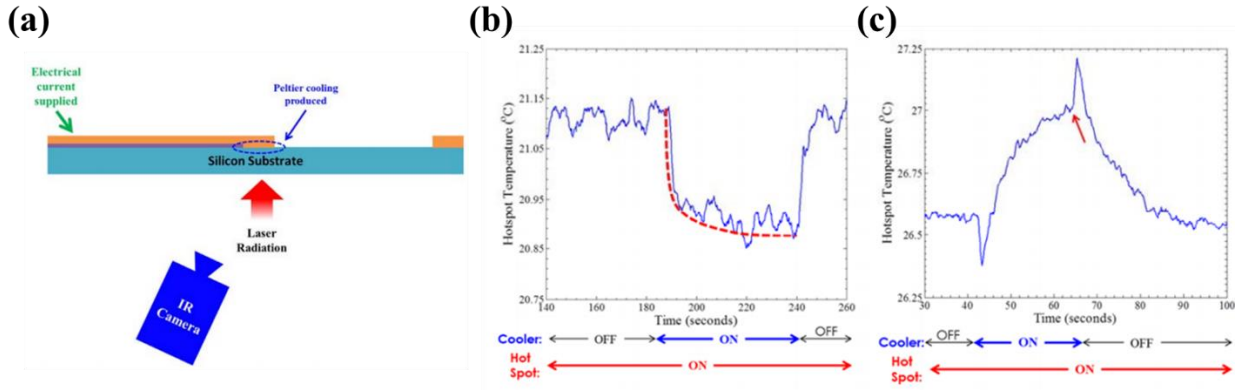 (a)
Electrical
current
supplied
Peltier cooling
produced
Silicon Substrate
Laser
Radiation
IR
Camera
(b)
Hotspot Temperature (°C)
21.25
21.15
21.05
20.95
20.85
20.75
140 160 180 200 220 240 260
Time (seconds)
Cooler: OFF ON OFF
Hot
Spot: ON
(c)
Hotspot Temperature (°C)
27.25
27
26.75
26.5
26.25
30 40 50 60 70 80 90 100
Time (seconds)
Cooler: OFF ON OFF
Hot
Spot: ON